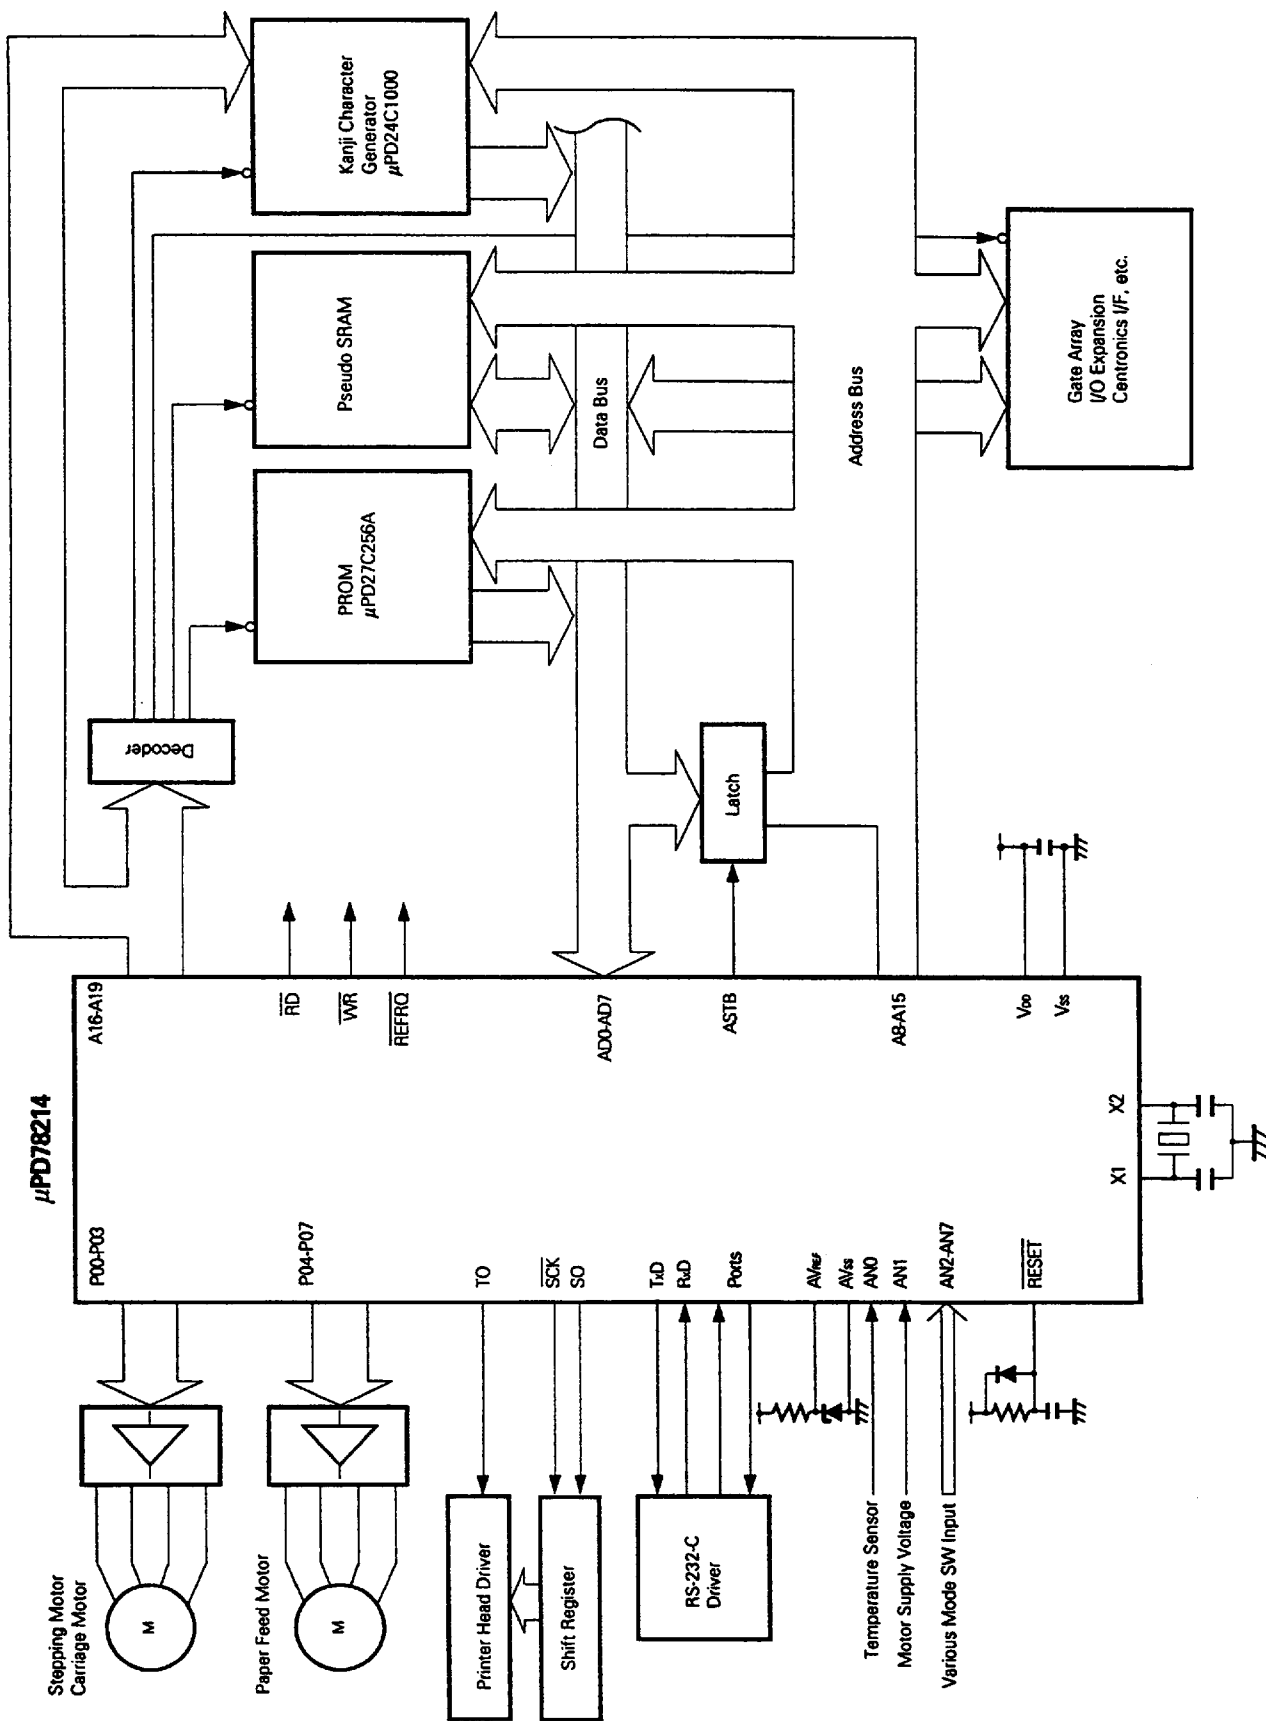 μPD78214
Stepping Motor
Carriage Motor
M
Paper Feed Motor
M
Printer Head Driver
Shift Register
RS-232-C
Driver
Temperature Sensor
Motor Supply Voltage
Various Mode SW Input
P00-P03
P04-P07
TO
SCK
SO
TxD
RxD
Ports
AVREF
AVss
AN0
AN1
AN2-AN7
RESET
X1
X2
A16-A19
RD
WR
REFRQ
AD0-AD7
ASTB
A8-A15
VDD
Vss
Decoder
Latch
PROM
μPD27C256A
Pseudo SRAM
Kanji Character
Generator
μPD24C1000
Data Bus
Address Bus
Gate Array
I/O Expansion
Centronics I/F, etc.